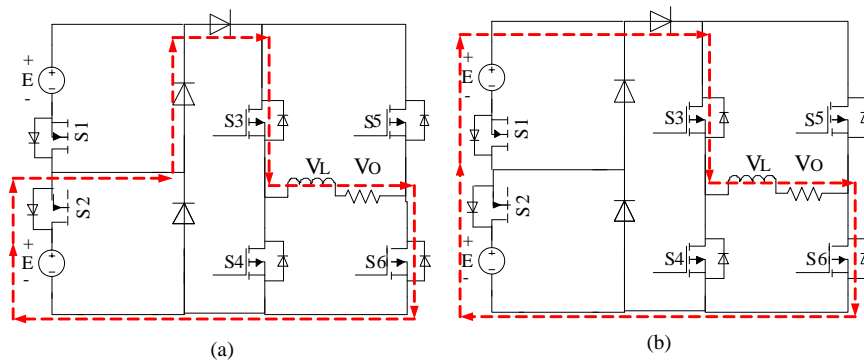 +
E
-
S1
S2
+
E
-
S3
S5
VL
VO
S4
S6
(a)
+
E
-
S1
S2
+
E
-
S3
S5
VL
VO
S4
S6
(b)